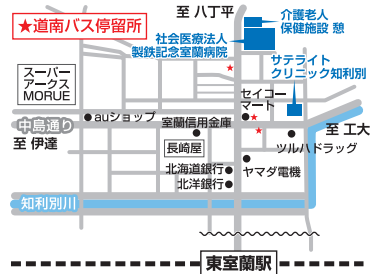 至 八丁平
★道南バス停留所
介護老人
保健施設 憩
社会医療法人
製鉄記念室蘭病院
サテライト
クリニック知利別
スーパー
アークス
MORUE
セイコー
マート
auショップ
室蘭信用金庫
中島通り
至 工大
至 伊達
長崎屋
ツルハドラッグ
北海道銀行
ヤマダ電機
北洋銀行
知利別川
東室蘭駅